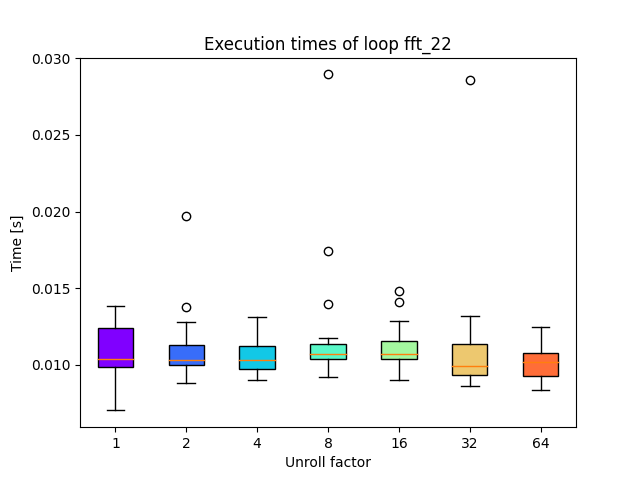 Execution times of loop fft_22
0.030
0.025
0.020
0.015
0.010
Time [s]
1 2 4 8 16 32 64
Unroll factor